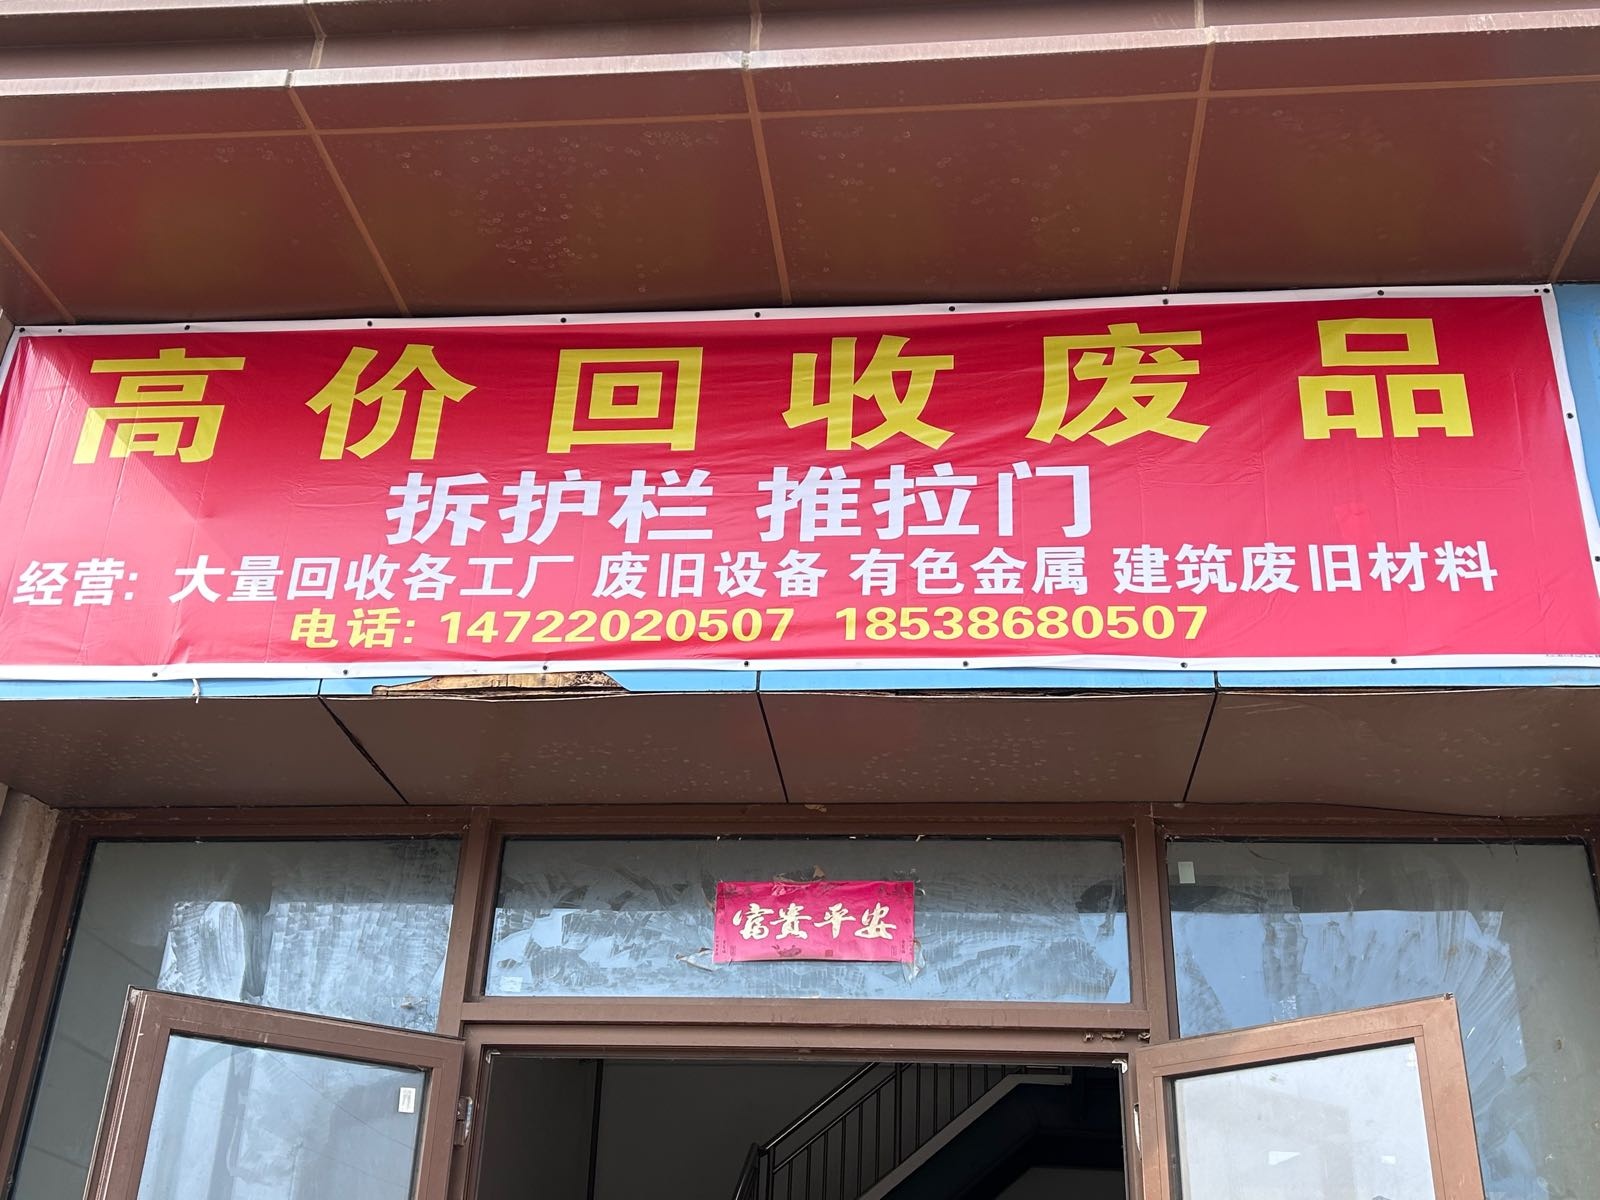 高价回收废品
拆护栏 推拉门
经营: 大量回收各工厂 废旧设备 有色金属 建筑废旧材料
电话: 14722020507 18538680507
富贵平安